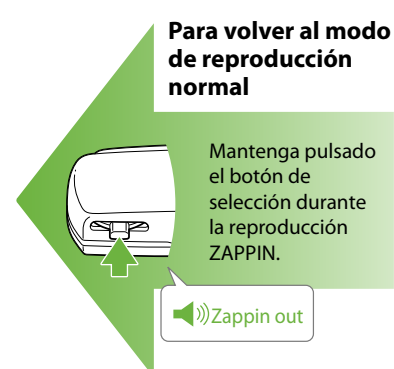 Para volver al modo
de reproducción
normal
Mantenga pulsado
el botón de
selección durante
la reproducción
ZAPPIN.
Zappin out